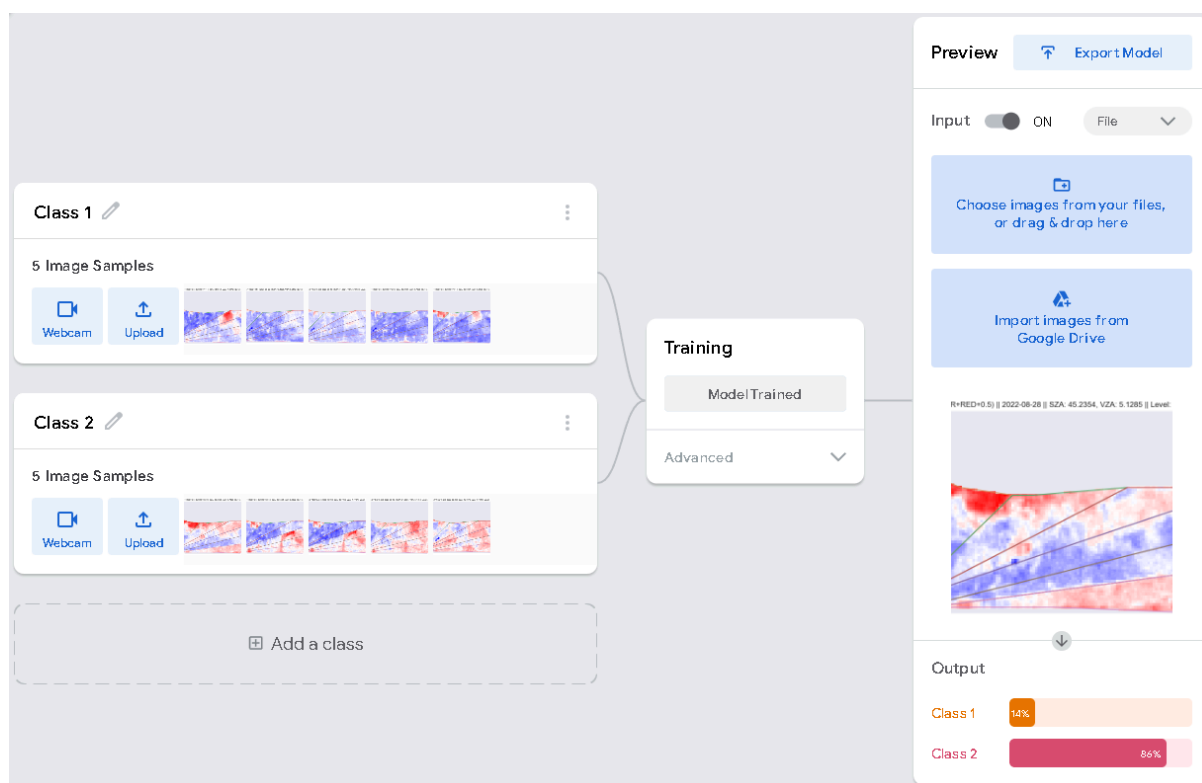 Preview
Export Model
Input
ON
File
Choose images from your files,
or drag & drop here
Import images from
Google Drive
Class 1
5 Image Samples
Webcam
Upload
Class 2
5 Image Samples
Webcam
Upload
Add a class
Training
Model Trained
Advanced
R+RED+0.5) || 2022-08-28 || SZA: 45.2354, VZA: 5.1285 || Level:
Output
Class 1
14%
Class 2
86%